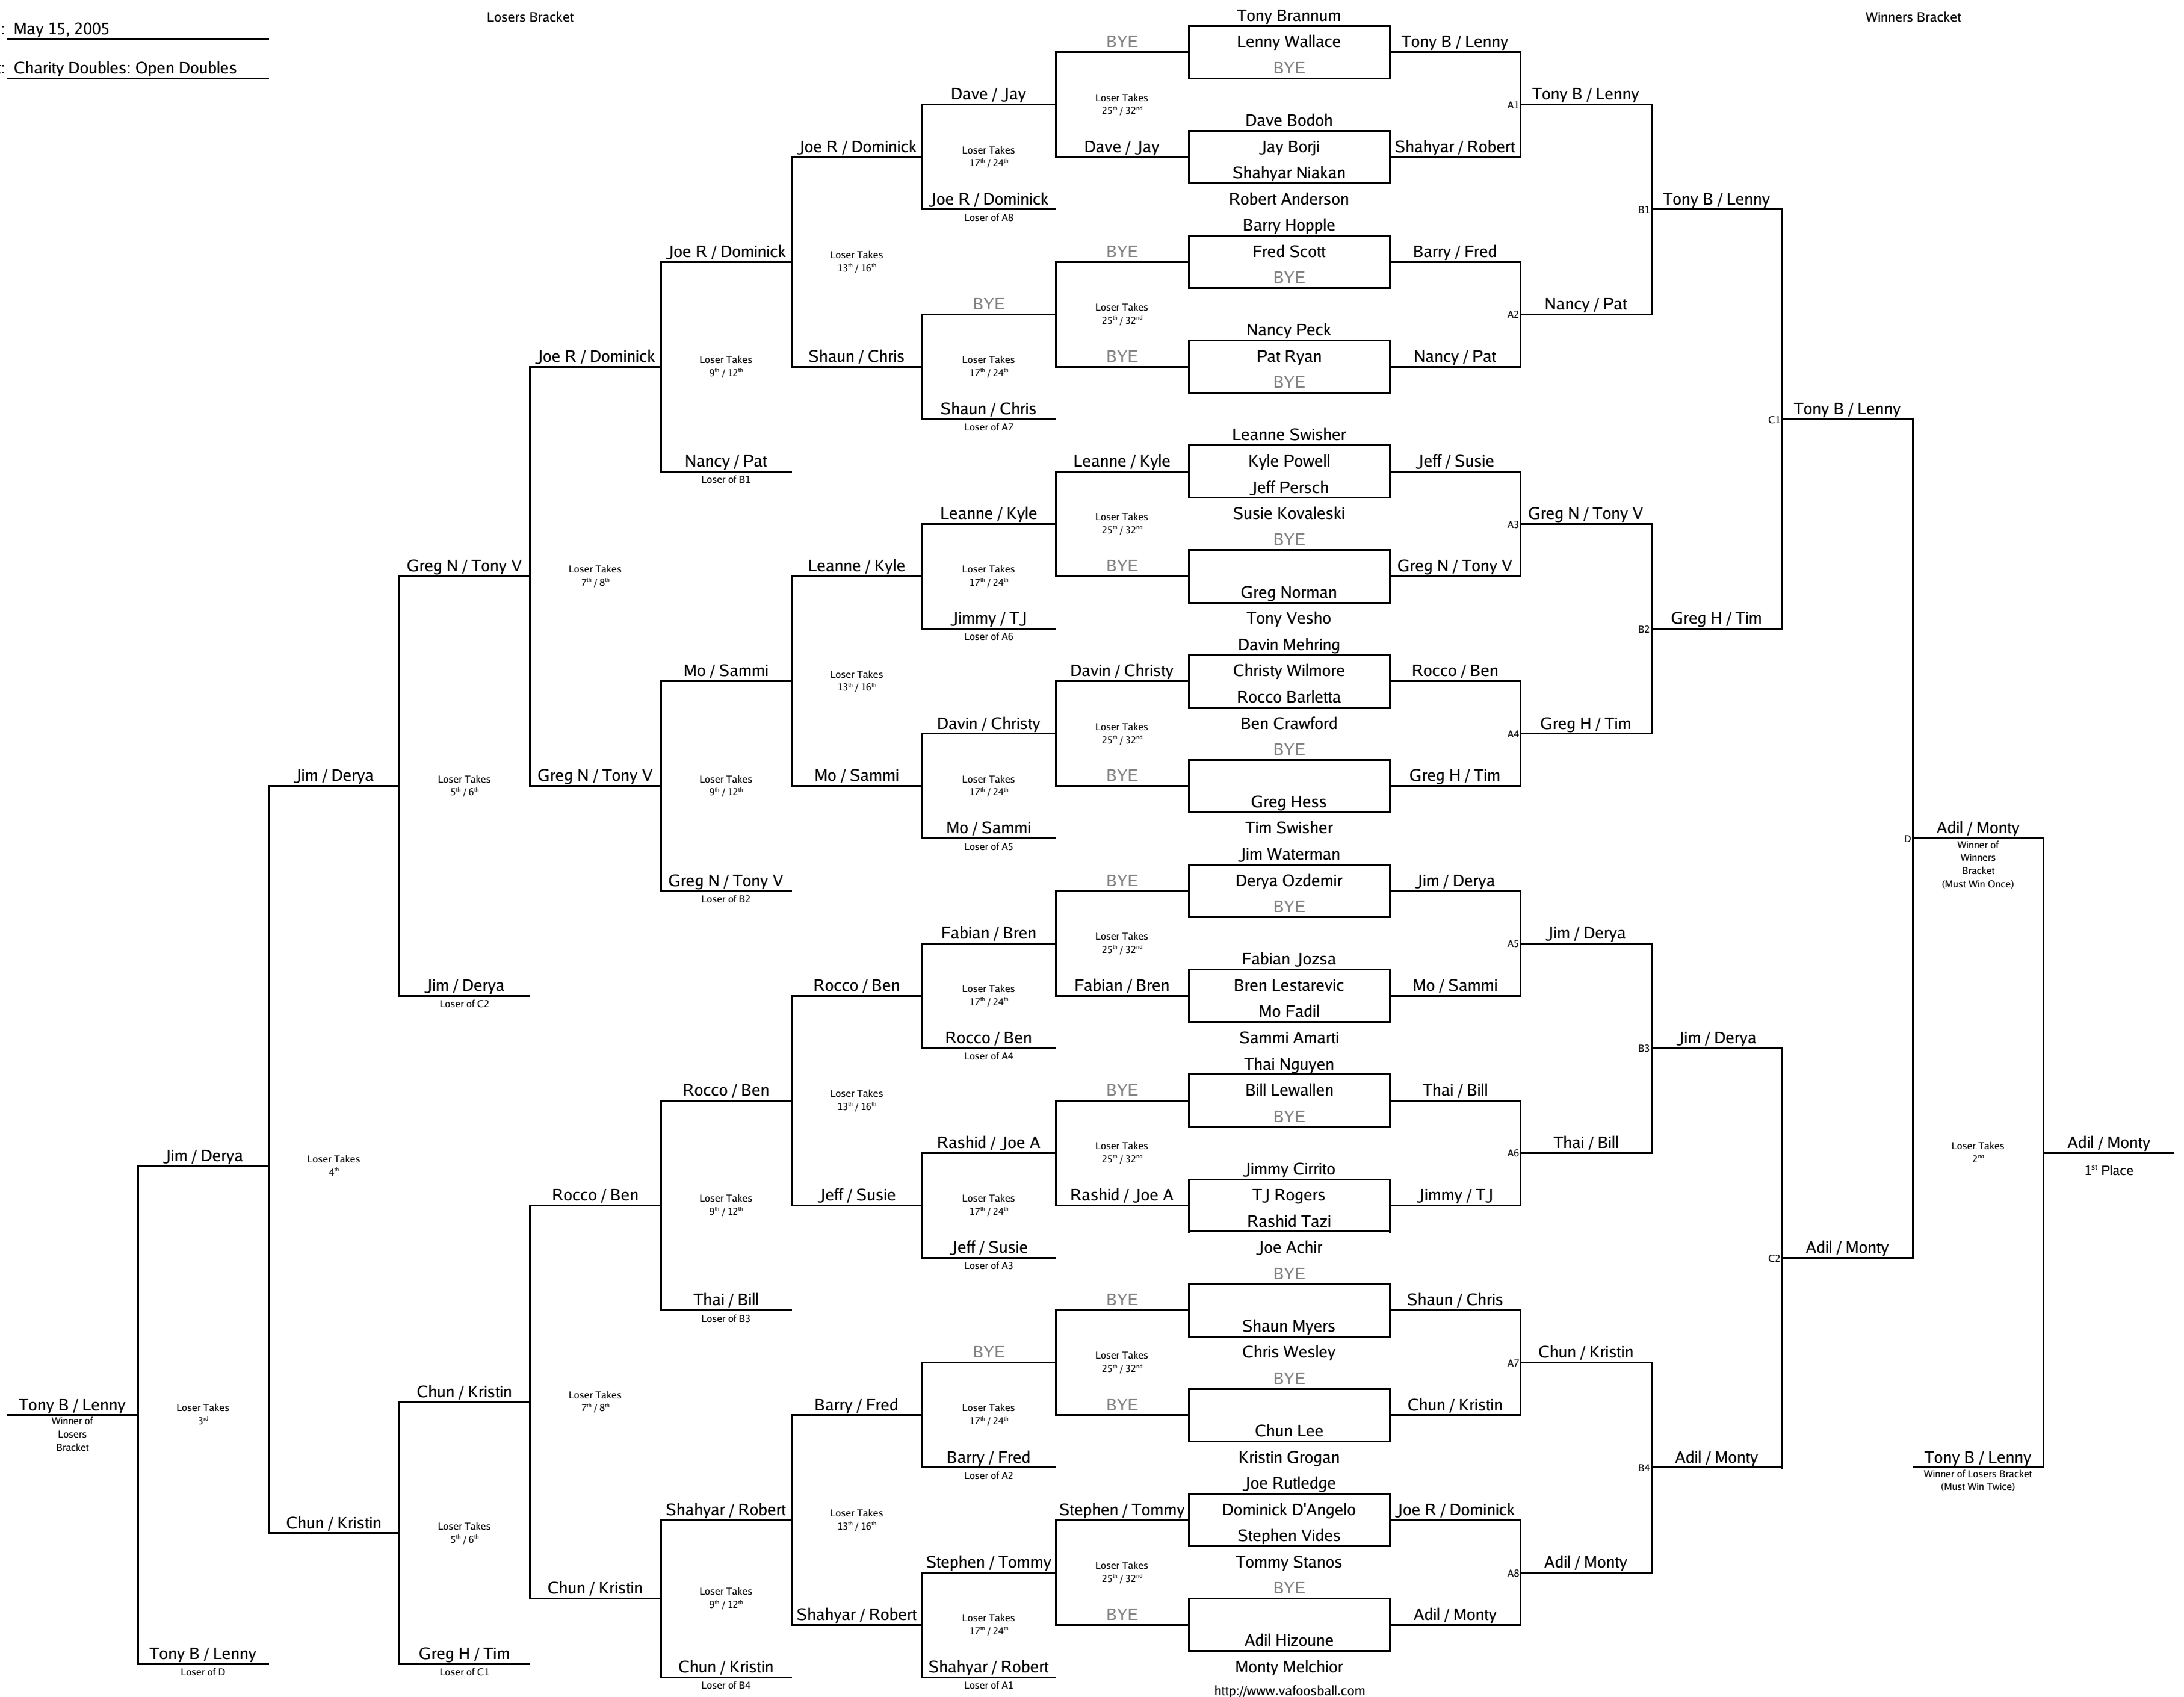 Losers Bracket
Winners Bracket
: May 15, 2005
: Charity Doubles: Open Doubles
Tony Brannum
Lenny Wallace
BYE
Dave Bodoh
Jay Borji
Shahyar Niakan
Robert Anderson
Barry Hopple
Fred Scott
BYE
Nancy Peck
Pat Ryan
BYE
Leanne Swisher
Kyle Powell
Jeff Persch
Susie Kovaleski
BYE
Greg Norman
Tony Vesho
Davin Mehring
Christy Wilmore
Rocco Barletta
Ben Crawford
BYE
Greg Hess
Tim Swisher
Jim Waterman
Derya Ozdemir
BYE
Fabian Jozsa
Bren Lestarevic
Mo Fadil
Sammi Amarti
Thai Nguyen
Bill Lewallen
BYE
Jimmy Cirrito
TJ Rogers
Rashid Tazi
Joe Achir
BYE
Shaun Myers
Chris Wesley
BYE
Chun Lee
Kristin Grogan
Joe Rutledge
Dominick D'Angelo
Stephen Vides
Tommy Stanos
BYE
Adil Hizoune
Monty Melchior
http://www.vafoosball.com
Tony B / Lenny
Shahyar / Robert
Barry / Fred
Nancy / Pat
Jeff / Susie
Greg N / Tony V
Rocco / Ben
Greg H / Tim
Jim / Derya
Mo / Sammi
Thai / Bill
Jimmy / TJ
Shaun / Chris
Chun / Kristin
Joe R / Dominick
Adil / Monty
A1
Tony B / Lenny
A2
Nancy / Pat
A3
Greg N / Tony V
A4
Greg H / Tim
A5
Jim / Derya
A6
Thai / Bill
A7
Chun / Kristin
A8
Adil / Monty
B1
Tony B / Lenny
B2
Greg H / Tim
B3
Jim / Derya
B4
Adil / Monty
C1
Tony B / Lenny
C2
Adil / Monty
D
Adil / Monty
Winner of
Winners
Bracket
(Must Win Once)
Loser Takes
2nd
Tony B / Lenny
Winner of Losers Bracket
(Must Win Twice)
Adil / Monty
1st Place
BYE
Loser Takes
25th / 32nd
Dave / Jay
BYE
Loser Takes
25th / 32nd
BYE
Leanne / Kyle
Loser Takes
25th / 32nd
BYE
Davin / Christy
Loser Takes
25th / 32nd
BYE
BYE
Loser Takes
25th / 32nd
Fabian / Bren
BYE
Loser Takes
25th / 32nd
Rashid / Joe A
BYE
Loser Takes
25th / 32nd
BYE
Stephen / Tommy
Loser Takes
25th / 32nd
BYE
Dave / Jay
Loser Takes
17th / 24th
Joe R / Dominick
Loser of A8
BYE
Loser Takes
17th / 24th
Shaun / Chris
Loser of A7
Leanne / Kyle
Loser Takes
17th / 24th
Jimmy / TJ
Loser of A6
Davin / Christy
Loser Takes
17th / 24th
Mo / Sammi
Loser of A5
Fabian / Bren
Loser Takes
17th / 24th
Rocco / Ben
Loser of A4
Rashid / Joe A
Loser Takes
17th / 24th
Jeff / Susie
Loser of A3
BYE
Loser Takes
17th / 24th
Barry / Fred
Loser of A2
Stephen / Tommy
Loser Takes
17th / 24th
Shahyar / Robert
Loser of A1
Joe R / Dominick
Loser Takes
13th / 16th
Shaun / Chris
Leanne / Kyle
Loser Takes
13th / 16th
Mo / Sammi
Rocco / Ben
Loser Takes
13th / 16th
Jeff / Susie
Barry / Fred
Loser Takes
13th / 16th
Shahyar / Robert
Joe R / Dominick
Loser Takes
9th / 12th
Nancy / Pat
Loser of B1
Mo / Sammi
Loser Takes
9th / 12th
Greg N / Tony V
Loser of B2
Rocco / Ben
Loser Takes
9th / 12th
Thai / Bill
Loser of B3
Shahyar / Robert
Loser Takes
9th / 12th
Chun / Kristin
Loser of B4
Joe R / Dominick
Loser Takes
7th / 8th
Greg N / Tony V
Rocco / Ben
Loser Takes
7th / 8th
Chun / Kristin
Greg N / Tony V
Loser Takes
5th / 6th
Jim / Derya
Loser of C2
Chun / Kristin
Loser Takes
5th / 6th
Greg H / Tim
Loser of C1
Jim / Derya
Loser Takes
4th
Chun / Kristin
Jim / Derya
Loser Takes
3rd
Tony B / Lenny
Loser of D
Tony B / Lenny
Winner of
Losers
Bracket